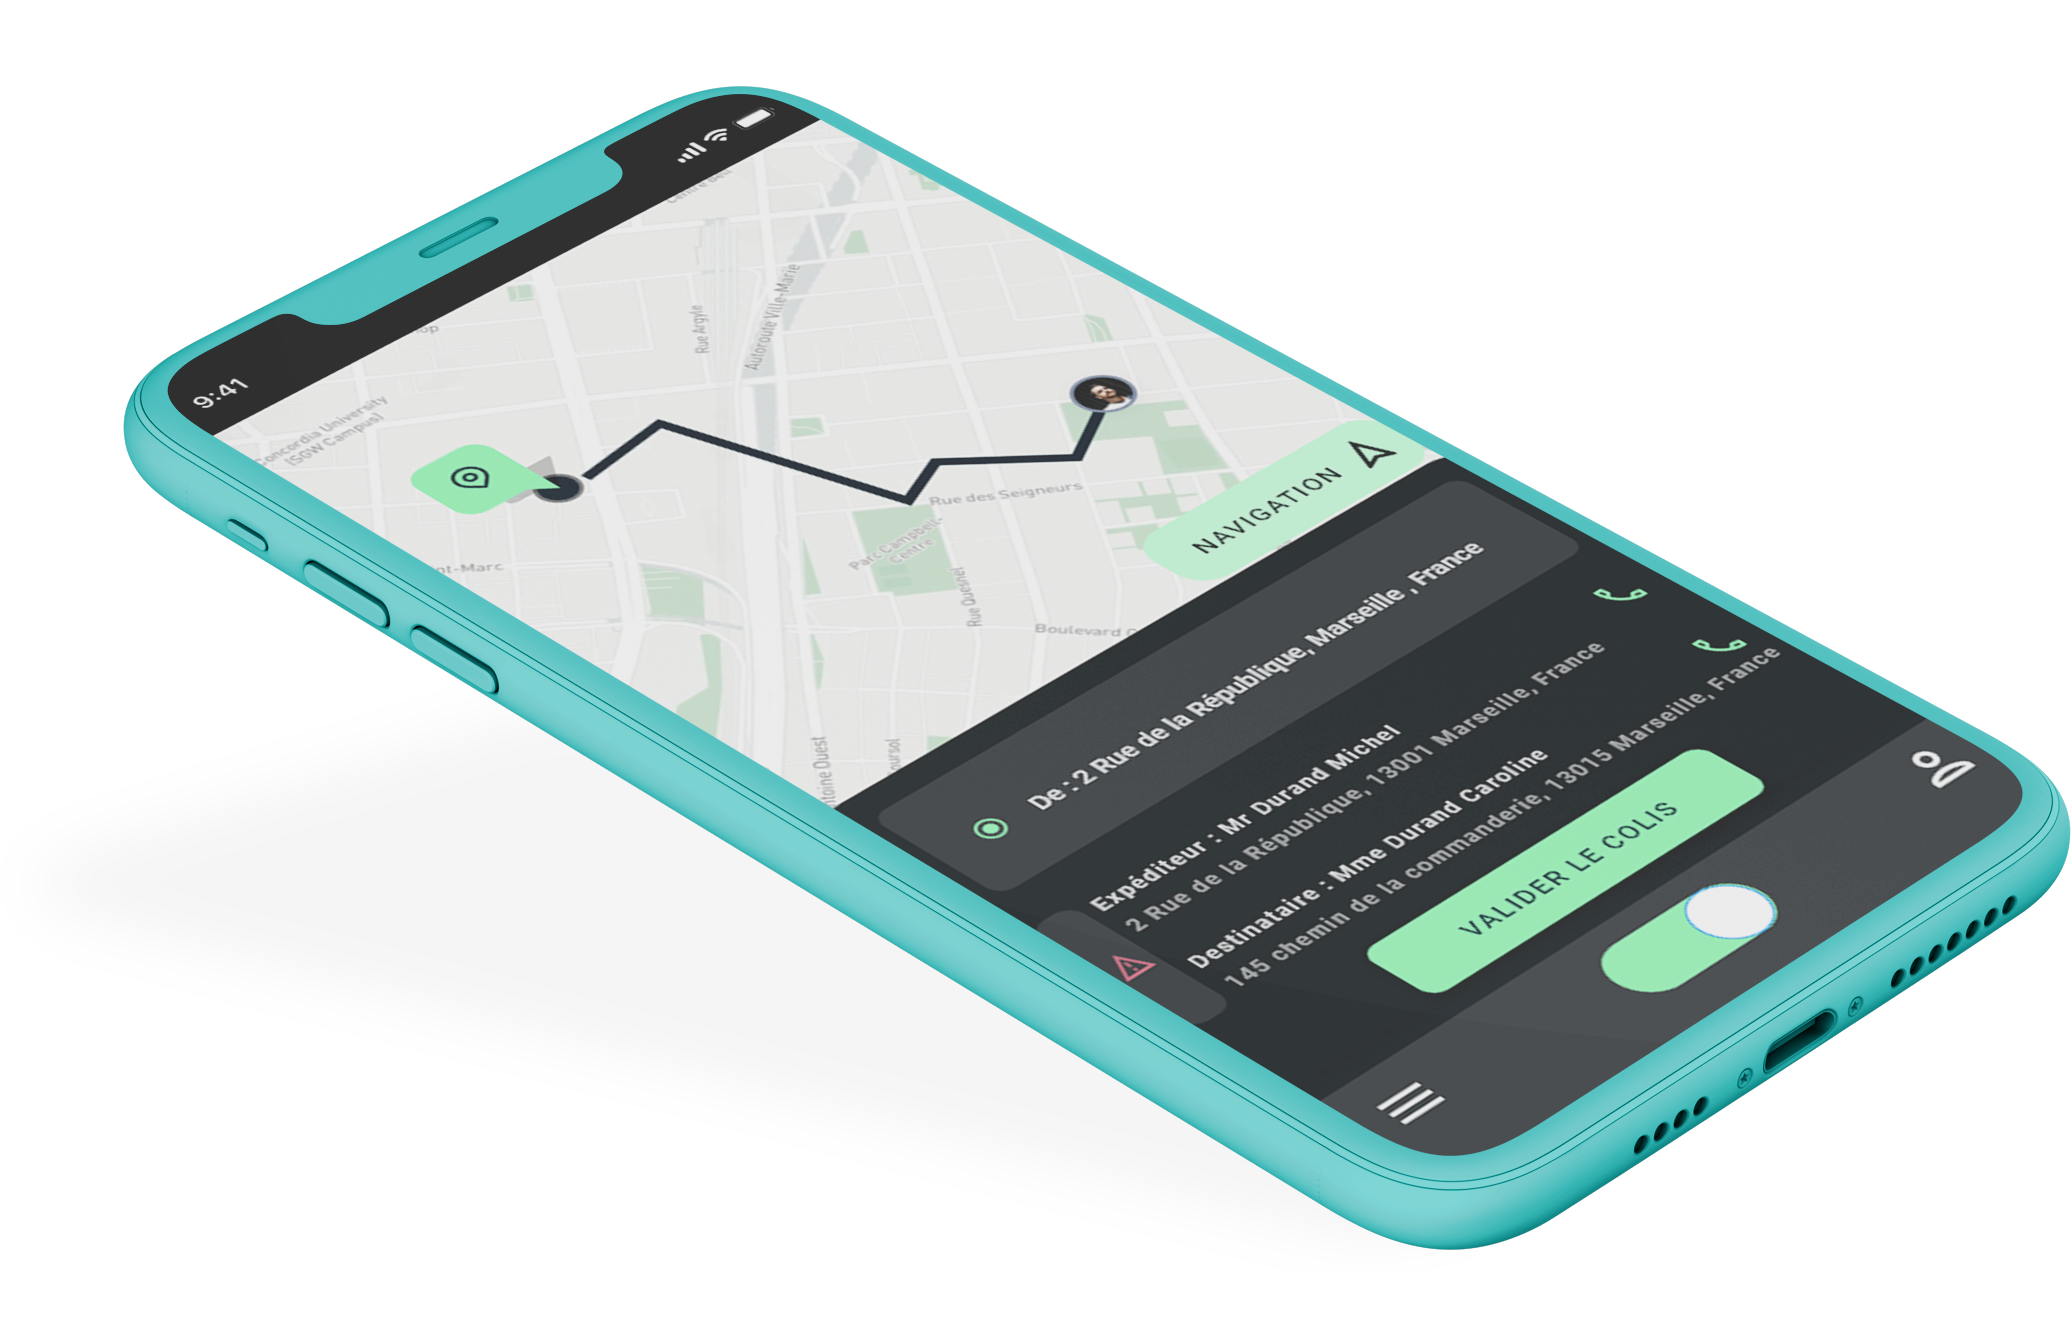 9:41
Concordia University
(SGW Campus)
Rue Argyle
Autoroute Ville-Marie
Rue des Seigneurs
Parc Campbell-
Centre
Rue Quesnel
Boulevard
NAVIGATION
De : 2 Rue de la République, Marseille , France
Expéditeur : Mr Durand Michel
2 Rue de la République, 13001 Marseille, France
Destinataire : Mme Durand Caroline
145 chemin de la commanderie, 13015 Marseille, France
VALIDER LE COLIS